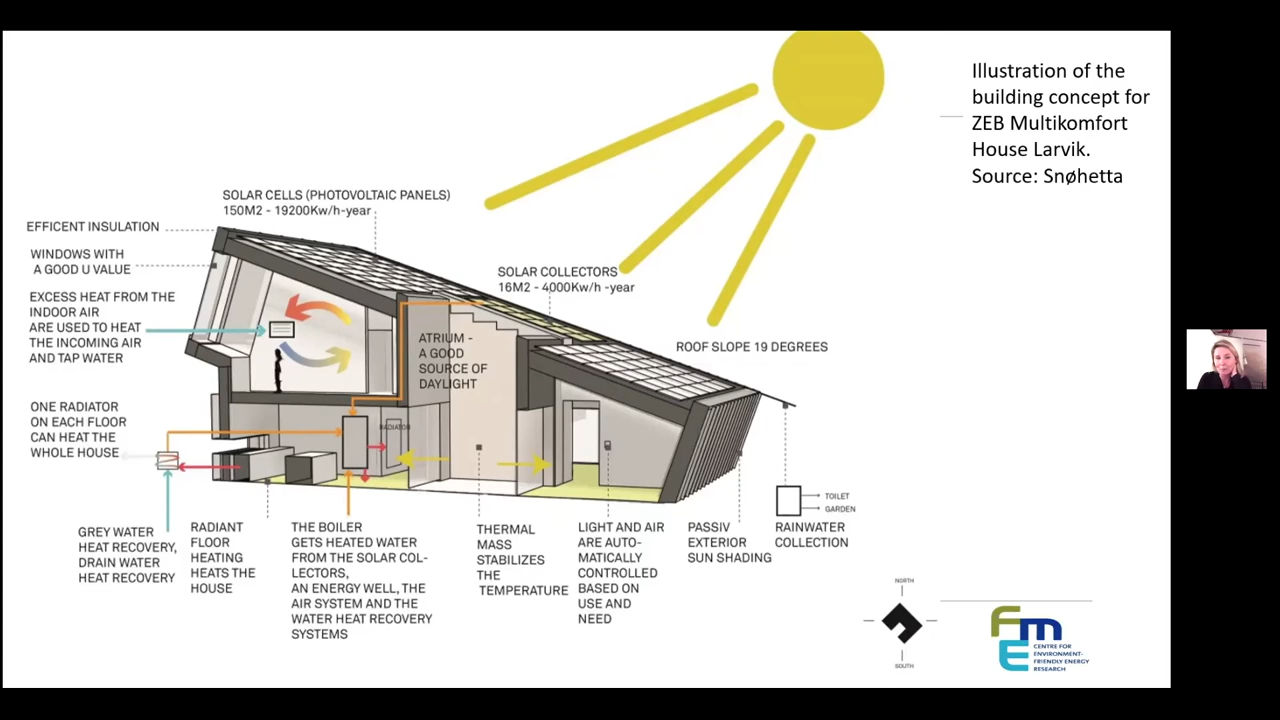 Illustration of the
building concept for
ZEB Multikomfort
House Larvik.
Source: Snøhetta
SOLAR CELLS (PHOTOVOLTAIC PANELS)
150M2 - 19200Kw/h-year
EFFICENT INSULATION
WINDOWS WITH
A GOOD U VALUE
EXCESS HEAT FROM THE
INDOOR AIR
ARE USED TO HEAT
THE INCOMING AIR
AND TAP WATER
SOLAR COLLECTORS
16M2 - 4000Kw/h -year
ROOF SLOPE 19 DEGREES
ATRIUM -
A GOOD
SOURCE OF
DAYLIGHT
ONE RADIATOR
ON EACH FLOOR
CAN HEAT THE
WHOLE HOUSE
RADIATOR
GREY WATER
HEAT RECOVERY,
DRAIN WATER
HEAT RECOVERY
RADIANT
FLOOR
HEATING
HEATS THE
HOUSE
THE BOILER
GETS HEATED WATER
FROM THE SOLAR COL-
LECTORS,
AN ENERGY WELL, THE
AIR SYSTEM AND THE
WATER HEAT RECOVERY
SYSTEMS
THERMAL
MASS
STABILIZES
THE
TEMPERATURE
LIGHT AND AIR
ARE AUTO-
MATICALLY
CONTROLLED
BASED ON
USE AND
NEED
PASSIV
EXTERIOR
SUN SHADING
TOILET
GARDEN
RAINWATER
COLLECTION
NORTH
SOUTH
FME
CENTRE FOR
ENVIRONMENT-
FRIENDLY ENERGY
RESEARCH